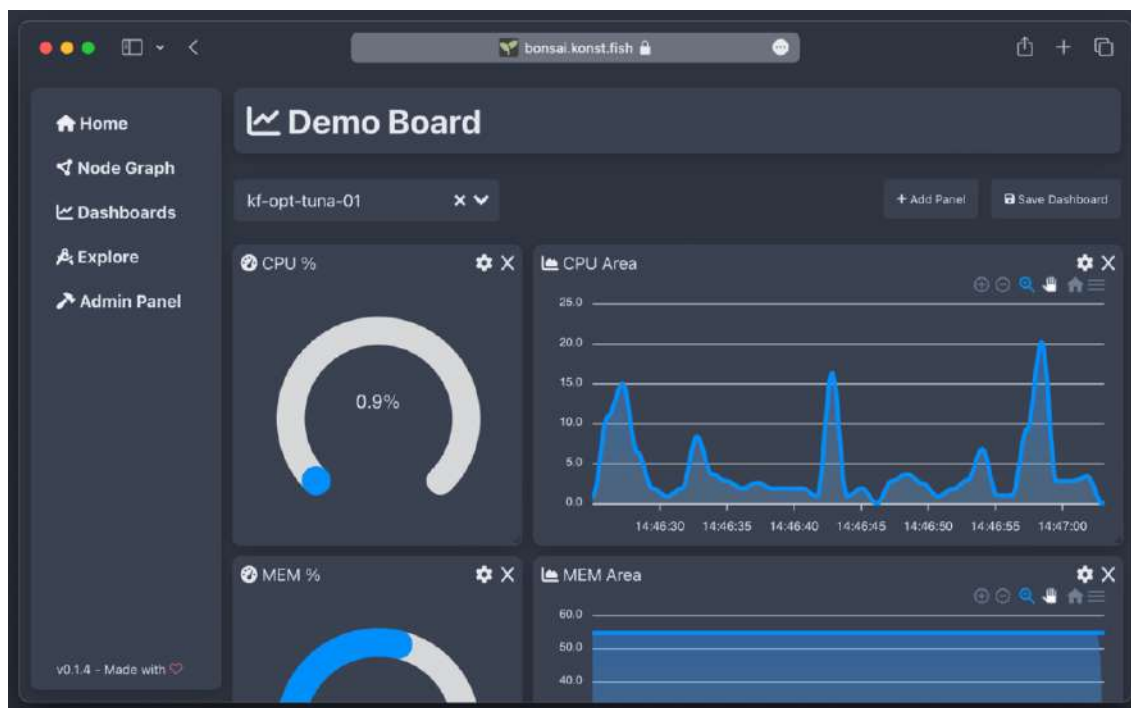 bonsai.konst.fish
Home
Node Graph
Dashboards
Explore
Admin Panel
v0.1.4 - Made with
Demo Board
kf-opt-tuna-01
+ Add Panel
Save Dashboard
CPU %
0.9%
CPU Area
25.0
20.0
15.0
10.0
5.0
0.0
14:46:30 14:46:35 14:46:40 14:46:45 14:46:50 14:46:55 14:47:00
MEM %
MEM Area
60.0
50.0
40.0